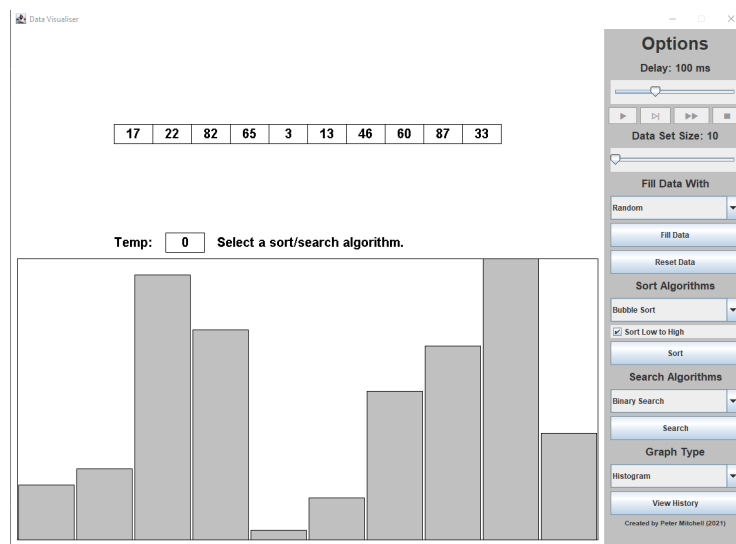 Data Visualiser
17 22 82 65 3 13 46 60 87 33
Temp: 0 Select a sort/search algorithm.
Options
Delay: 100 ms
Data Set Size: 10
Fill Data With
Random
Fill Data
Reset Data
Sort Algorithms
Bubble Sort
Sort Low to High
Sort
Search Algorithms
Binary Search
Search
Graph Type
Histogram
View History
Created by Peter Mitchell (2021)